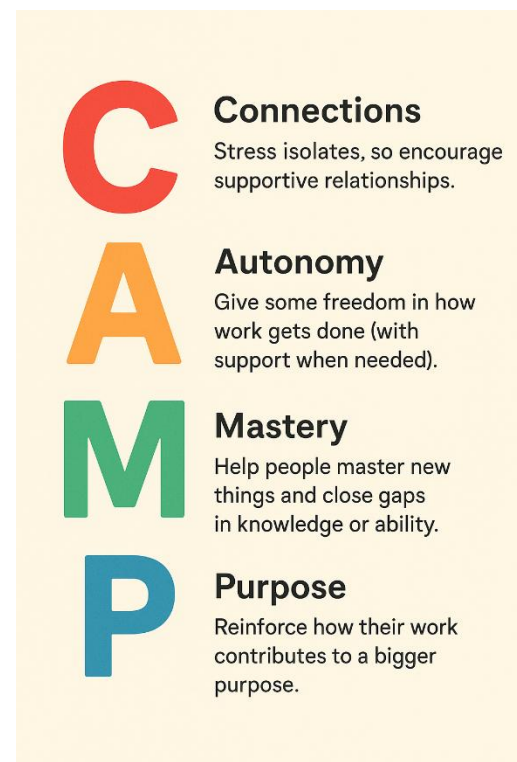 C
Connections
Stress isolates, so encourage
supportive relationships.
A
Autonomy
Give some freedom in how
work gets done (with
support when needed).
M
Mastery
Help people master new
things and close gaps
in knowledge or ability.
P
Purpose
Reinforce how their work
contributes to a bigger
purpose.